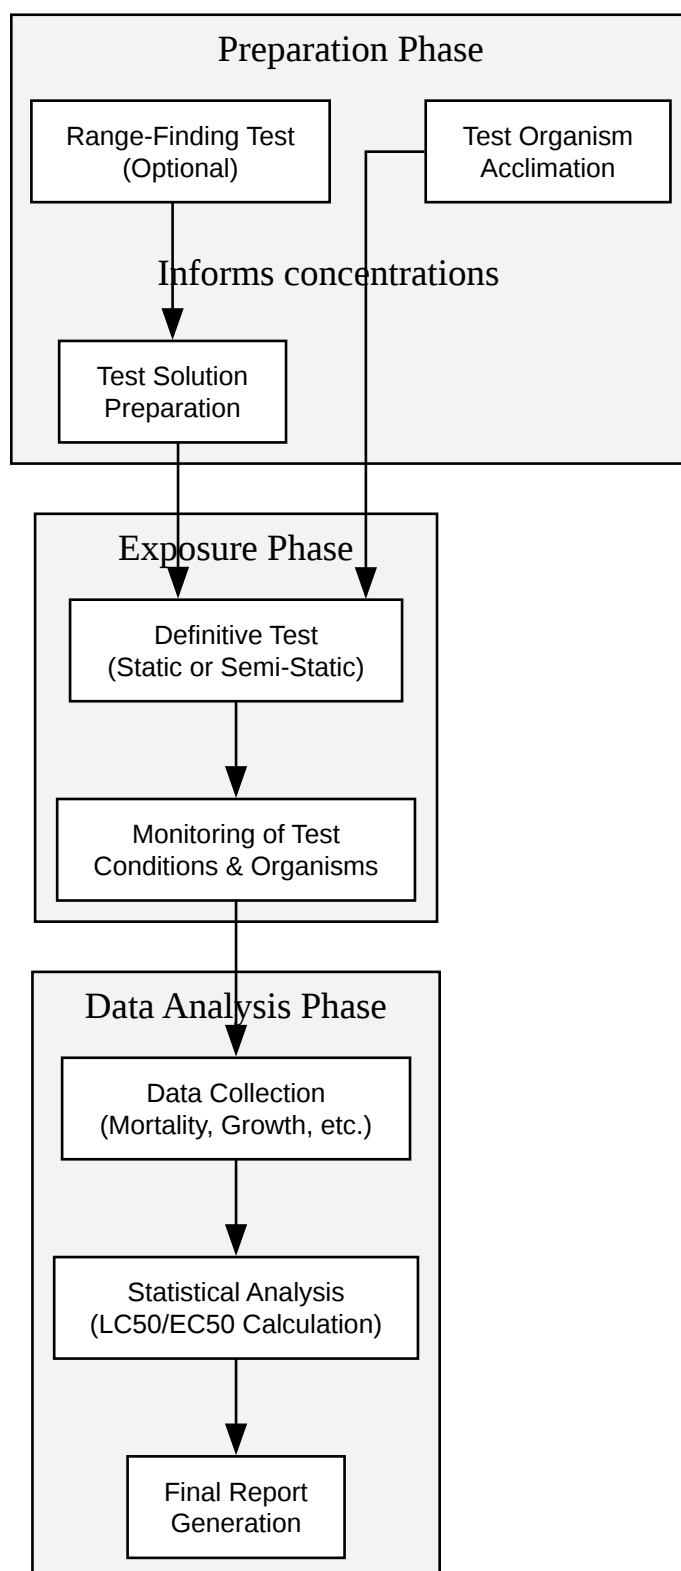 Preparation Phase
Range-Finding Test
(Optional)
Test Organism
Acclimation
Informs concentrations
Test Solution
Preparation
Exposure Phase
Definitive Test
(Static or Semi-Static)
Monitoring of Test
Conditions & Organisms
Data Analysis Phase
Data Collection
(Mortality, Growth, etc.)
Statistical Analysis
(LC50/EC50 Calculation)
Final Report
Generation